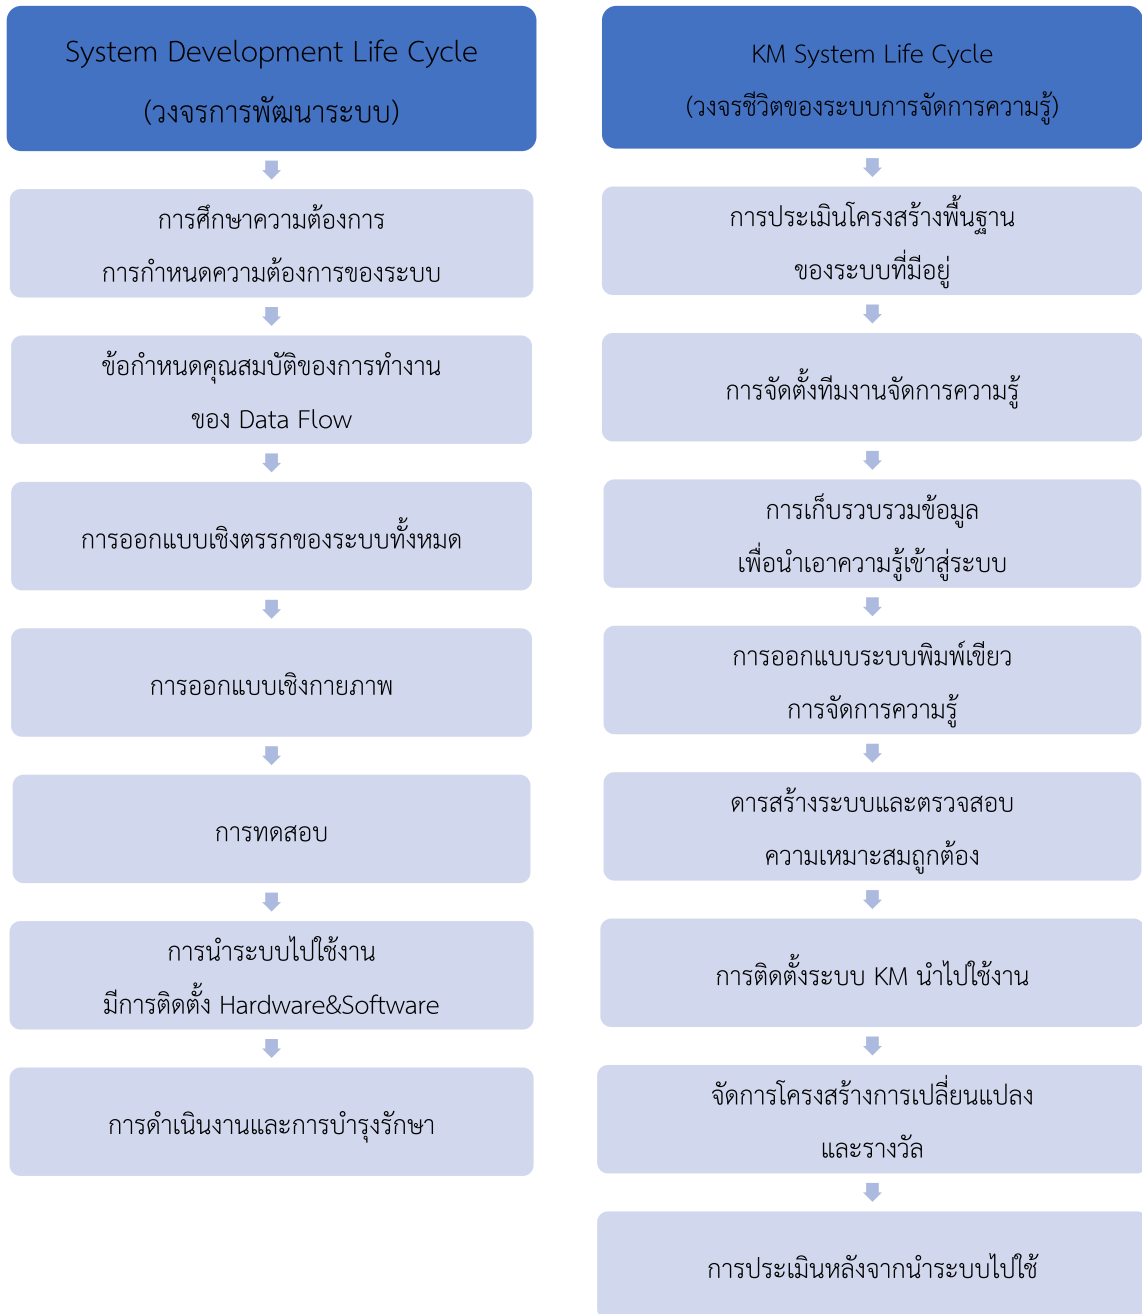 System Development Life Cycle
(วงจรการพัฒนาระบบ)
การศึกษาความต้องการ
การกำหนดความต้องการของระบบ
ข้อกำหนดคุณสมบัติของการทำงาน
ของ Data Flow
การออกแบบเชิงตรรกของระบบทั้งหมด
การออกแบบเชิงกายภาพ
การทดสอบ
การนำระบบไปใช้งาน
มีการติดตั้ง Hardware&Software
การดำเนินงานและการบำรุงรักษา
KM System Life Cycle
(วงจรชีวิตของระบบการจัดการความรู้)
การประเมินโครงสร้างพื้นฐาน
ของระบบที่มีอยู่
การจัดตั้งทีมงานจัดการความรู้
การเก็บรวบรวมข้อมูล
เพื่อนำเอาความรู้เข้าสู่ระบบ
การออกแบบระบบพิมพ์เขียว
การจัดการความรู้
ดารสร้างระบบและตรวจสอบ
ความเหมาะสมถูกต้อง
การติดตั้งระบบ KM นำไปใช้งาน
จัดการโครงสร้างการเปลี่ยนแปลง
และรางวัล
การประเมินหลังจากนำระบบไปใช้